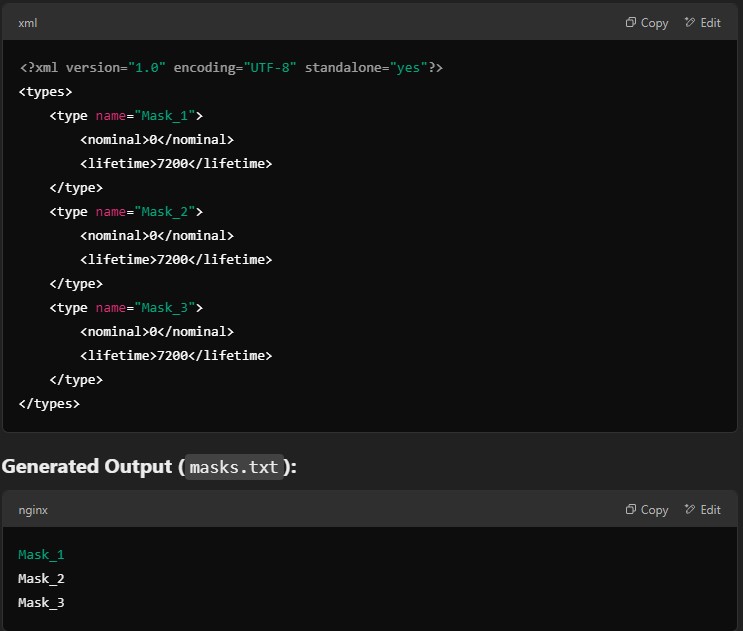 xml
Copy
Edit
<?xml version="1.0" encoding="UTF-8" standalone="yes"?>
<types>
    <type name="Mask_1">
        <nominal>0</nominal>
        <lifetime>7200</lifetime>
    </type>
    <type name="Mask_2">
        <nominal>0</nominal>
        <lifetime>7200</lifetime>
    </type>
    <type name="Mask_3">
        <nominal>0</nominal>
        <lifetime>7200</lifetime>
    </type>
</types>
Generated Output (masks.txt):
nginx
Copy
Edit
Mask_1
Mask_2
Mask_3